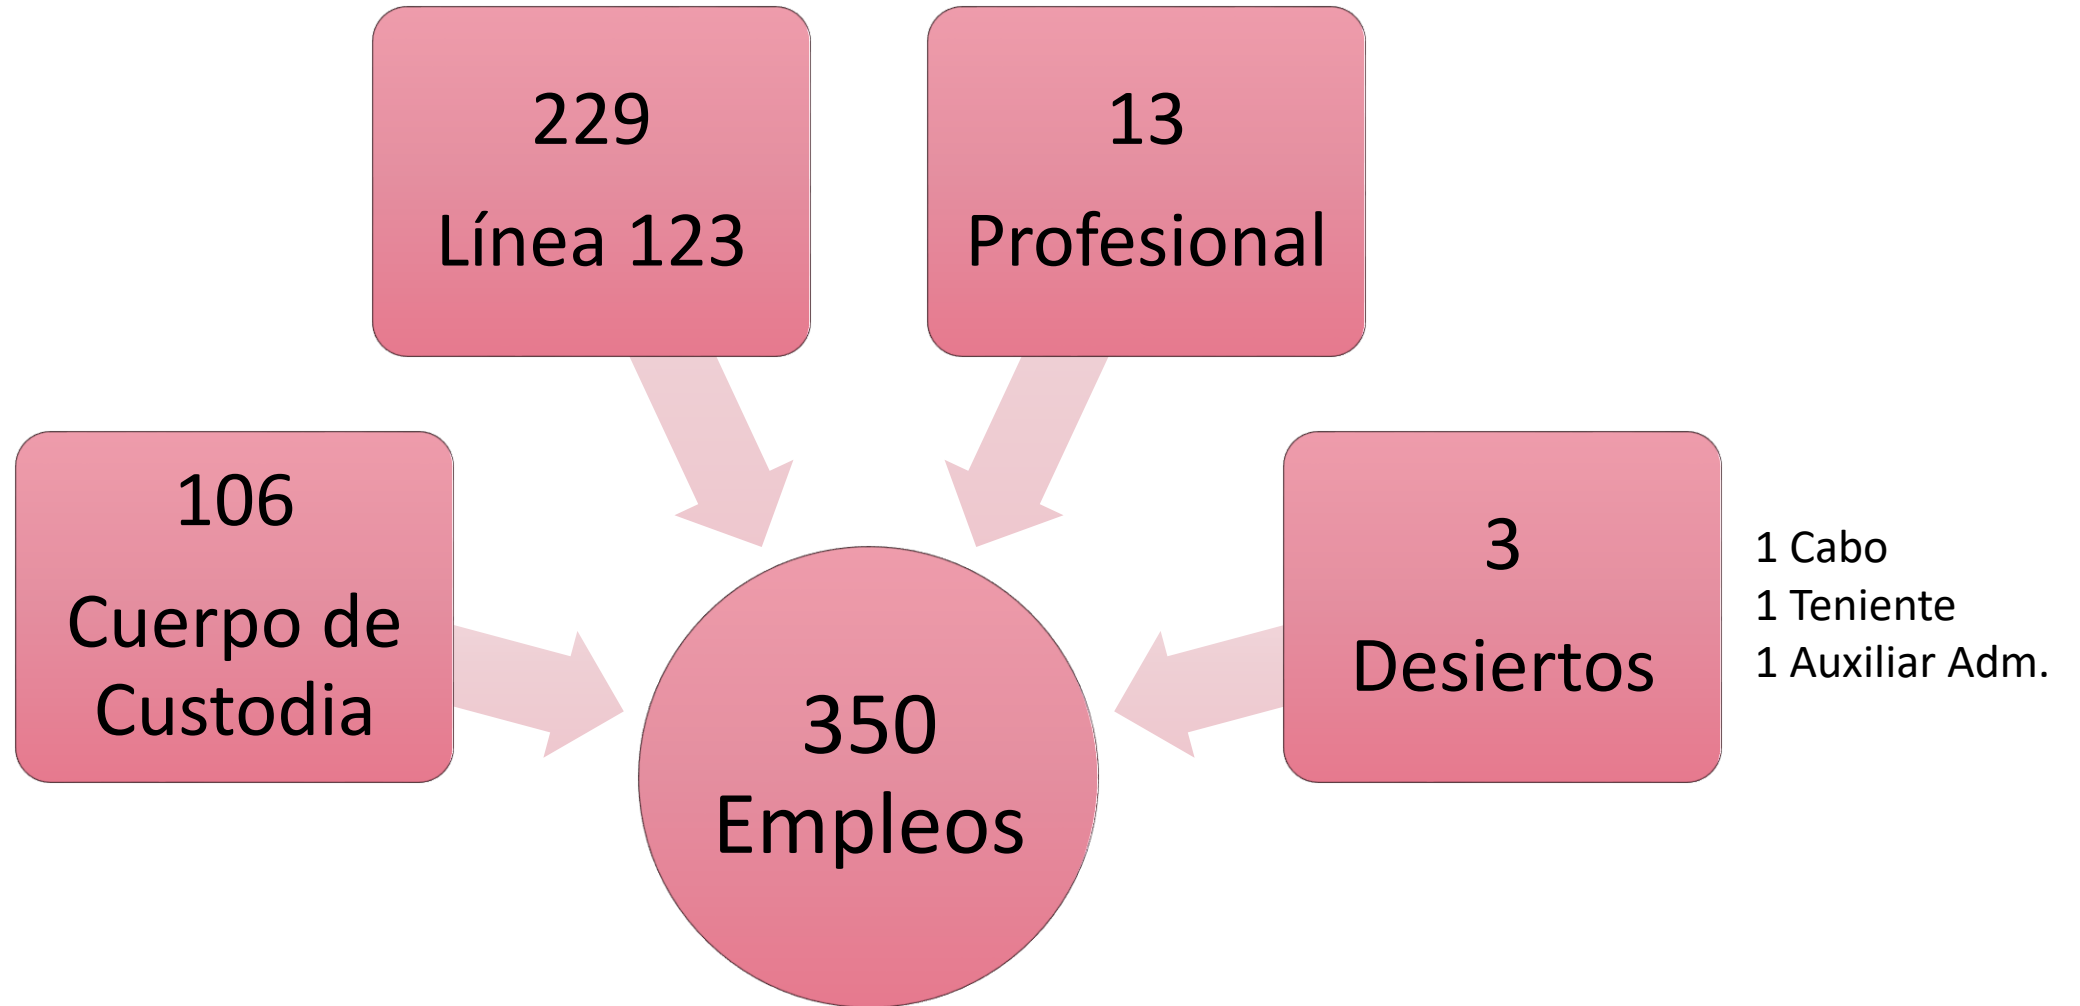 229
Línea 123
13
Profesional
106
Cuerpo de
Custodia
3
Desiertos
1 Cabo
1 Teniente
1 Auxiliar Adm.
350
Empleos